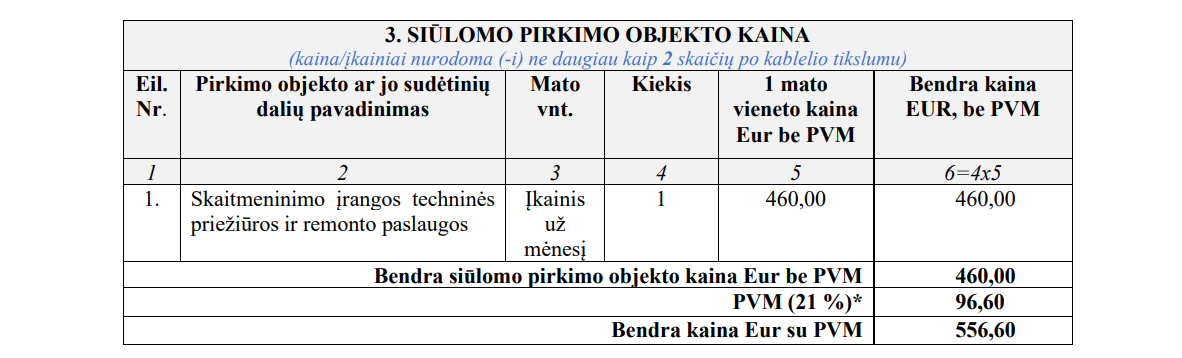 3. SIŪLOMO PIRKIMO OBJEKTO KAINA
(kaina/įkainiai nurodoma (-i) ne daugiau kaip 2 skaičių po kablelio tikslumu)
Eil. Nr.
Pirkimo objekto ar jo sudėtinių
dalių pavadinimas
Mato
vnt.
Kiekis
1 mato
vieneto kaina
Eur be PVM
Bendra kaina
EUR, be PVM
1 2 3 4 5 6=4x5
1.
Skaitmeninimo įrangos techninės
priežiūros ir remonto paslaugos
Įkainis
už
mėnesį
1
460,00
460,00
Bendra siūlomo pirkimo objekto kaina Eur be PVM 460,00
PVM (21 %)* 96,60
Bendra kaina Eur su PVM 556,60